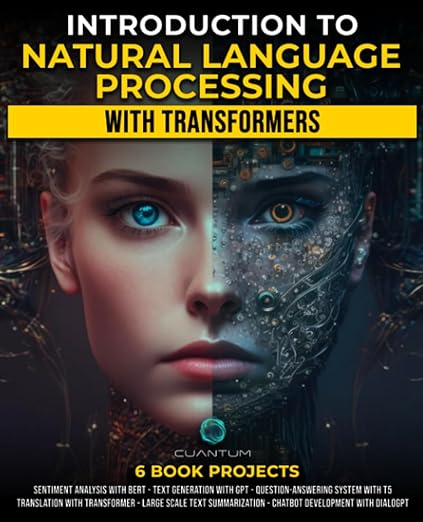 INTRODUCTION TO
NATURAL LANGUAGE
PROCESSING
WITH TRANSFORMERS
CUANTUM
6 BOOK PROJECTS
SENTIMENT ANALYSIS WITH BERT - TEXT GENERATION WITH GPT - QUESTION-ANSWERING SYSTEM WITH T5
TRANSLATION WITH TRANSFORMER - LARGE SCALE TEXT SUMMARIZATION - CHATBOT DEVELOPMENT WITH DIALOGPT